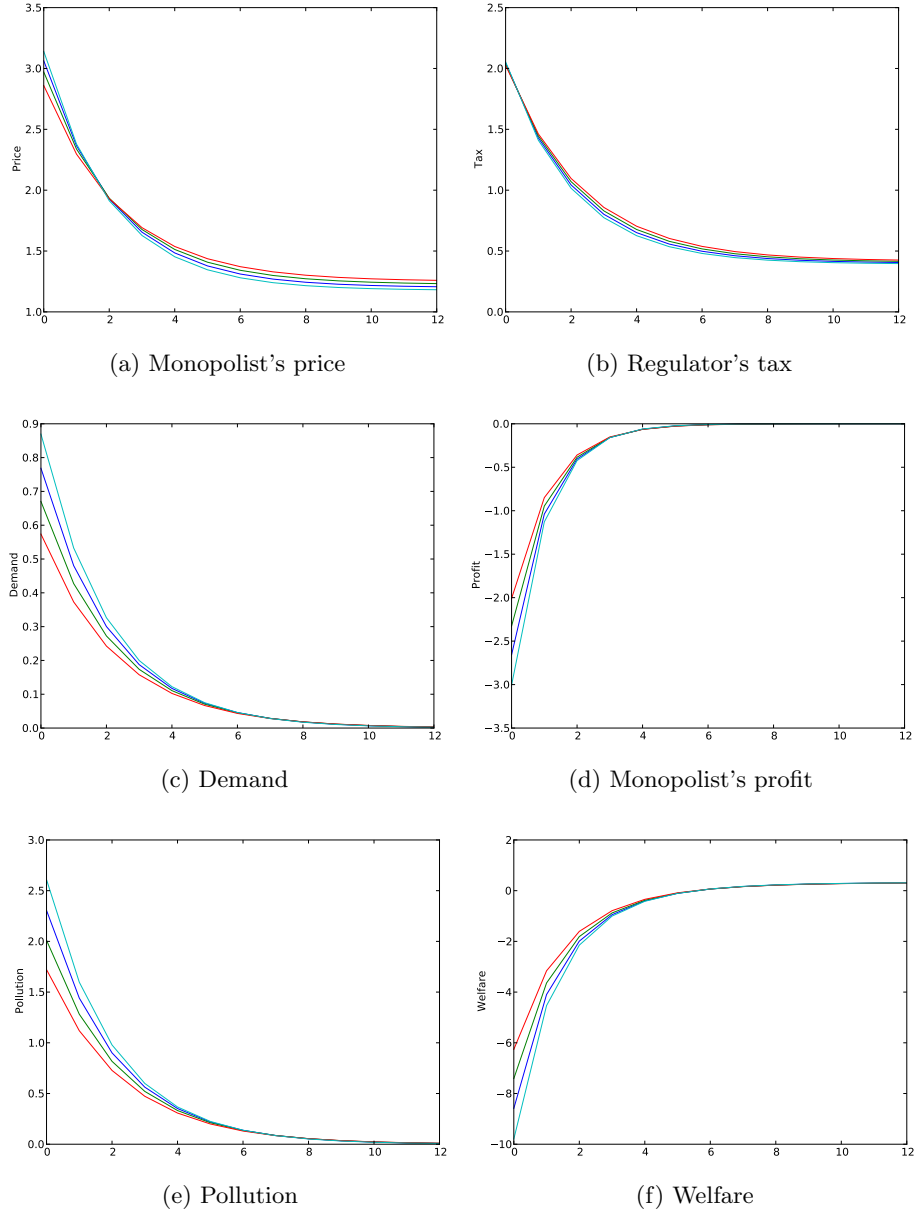 3.5
3.0
2.5
2.0
1.5
1.0
Price
0 2 4 6 8 10 12
(a) Monopolist's price
2.5
2.0
1.5
1.0
0.5
0.0
Tax
0 2 4 6 8 10 12
(b) Regulator's tax
0.9
0.8
0.7
0.6
0.5
0.4
0.3
0.2
0.1
0.0
Demand
0 2 4 6 8 10 12
(c) Demand
0.0
−0.5
−1.0
−1.5
−2.0
−2.5
−3.0
−3.5
Profit
0 2 4 6 8 10 12
(d) Monopolist's profit
3.0
2.5
2.0
1.5
1.0
0.5
0.0
Pollution
0 2 4 6 8 10 12
(e) Pollution
2
0
−2
−4
−6
−8
−10
Welfare
0 2 4 6 8 10 12
(f) Welfare